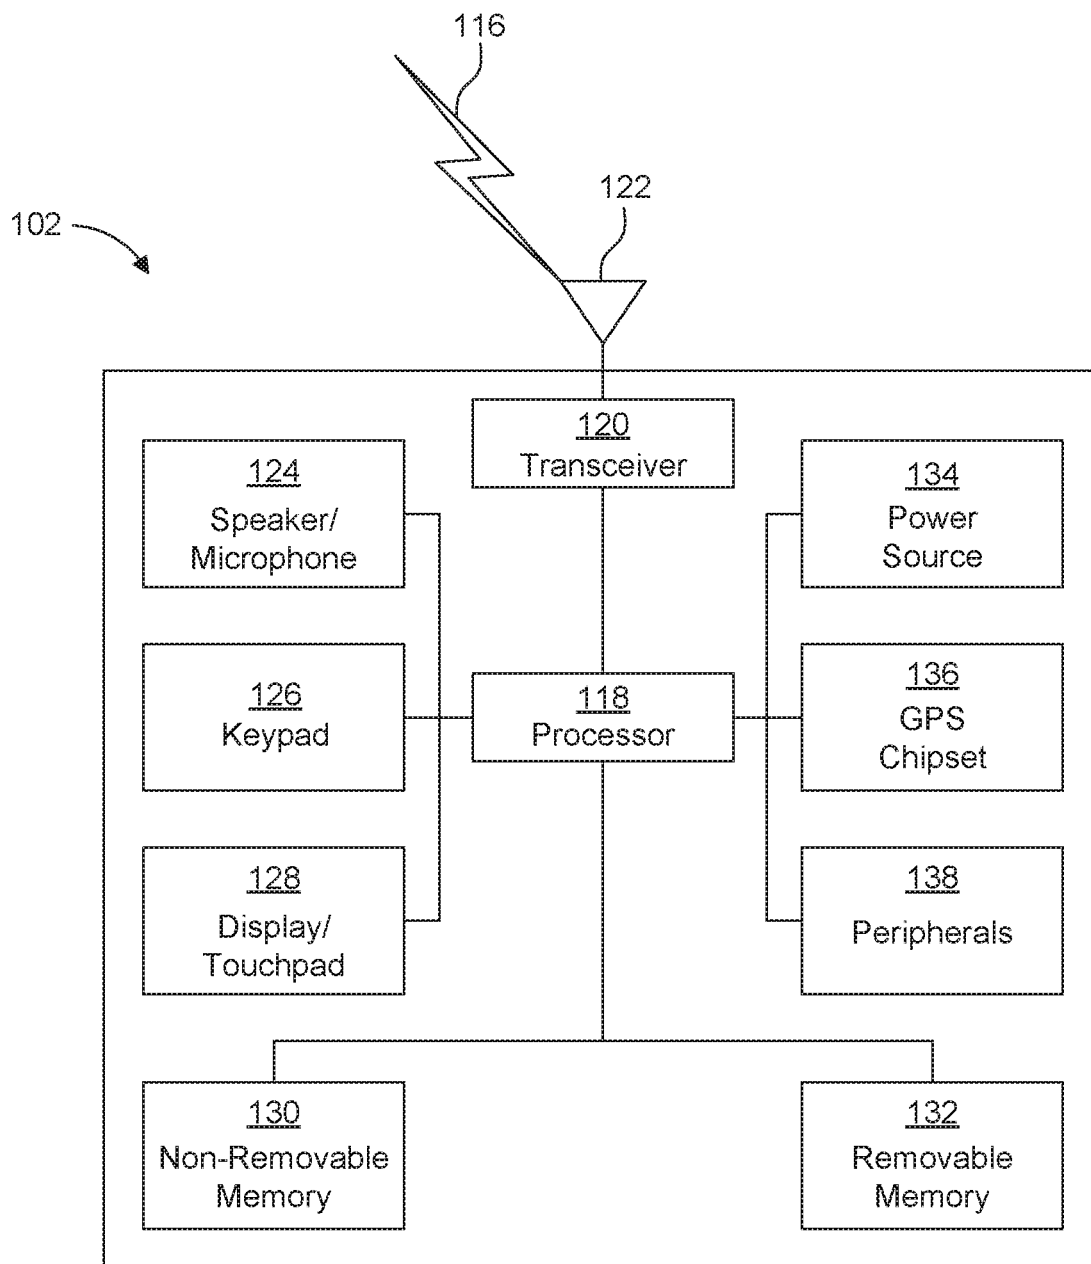 116
122
102
120
Transceiver
124
Speaker/
Microphone
134
Power
Source
126
Keypad
118
Processor
136
GPS
Chipset
128
Display/
Touchpad
138
Peripherals
130
Non-Removable
Memory
132
Removable
Memory